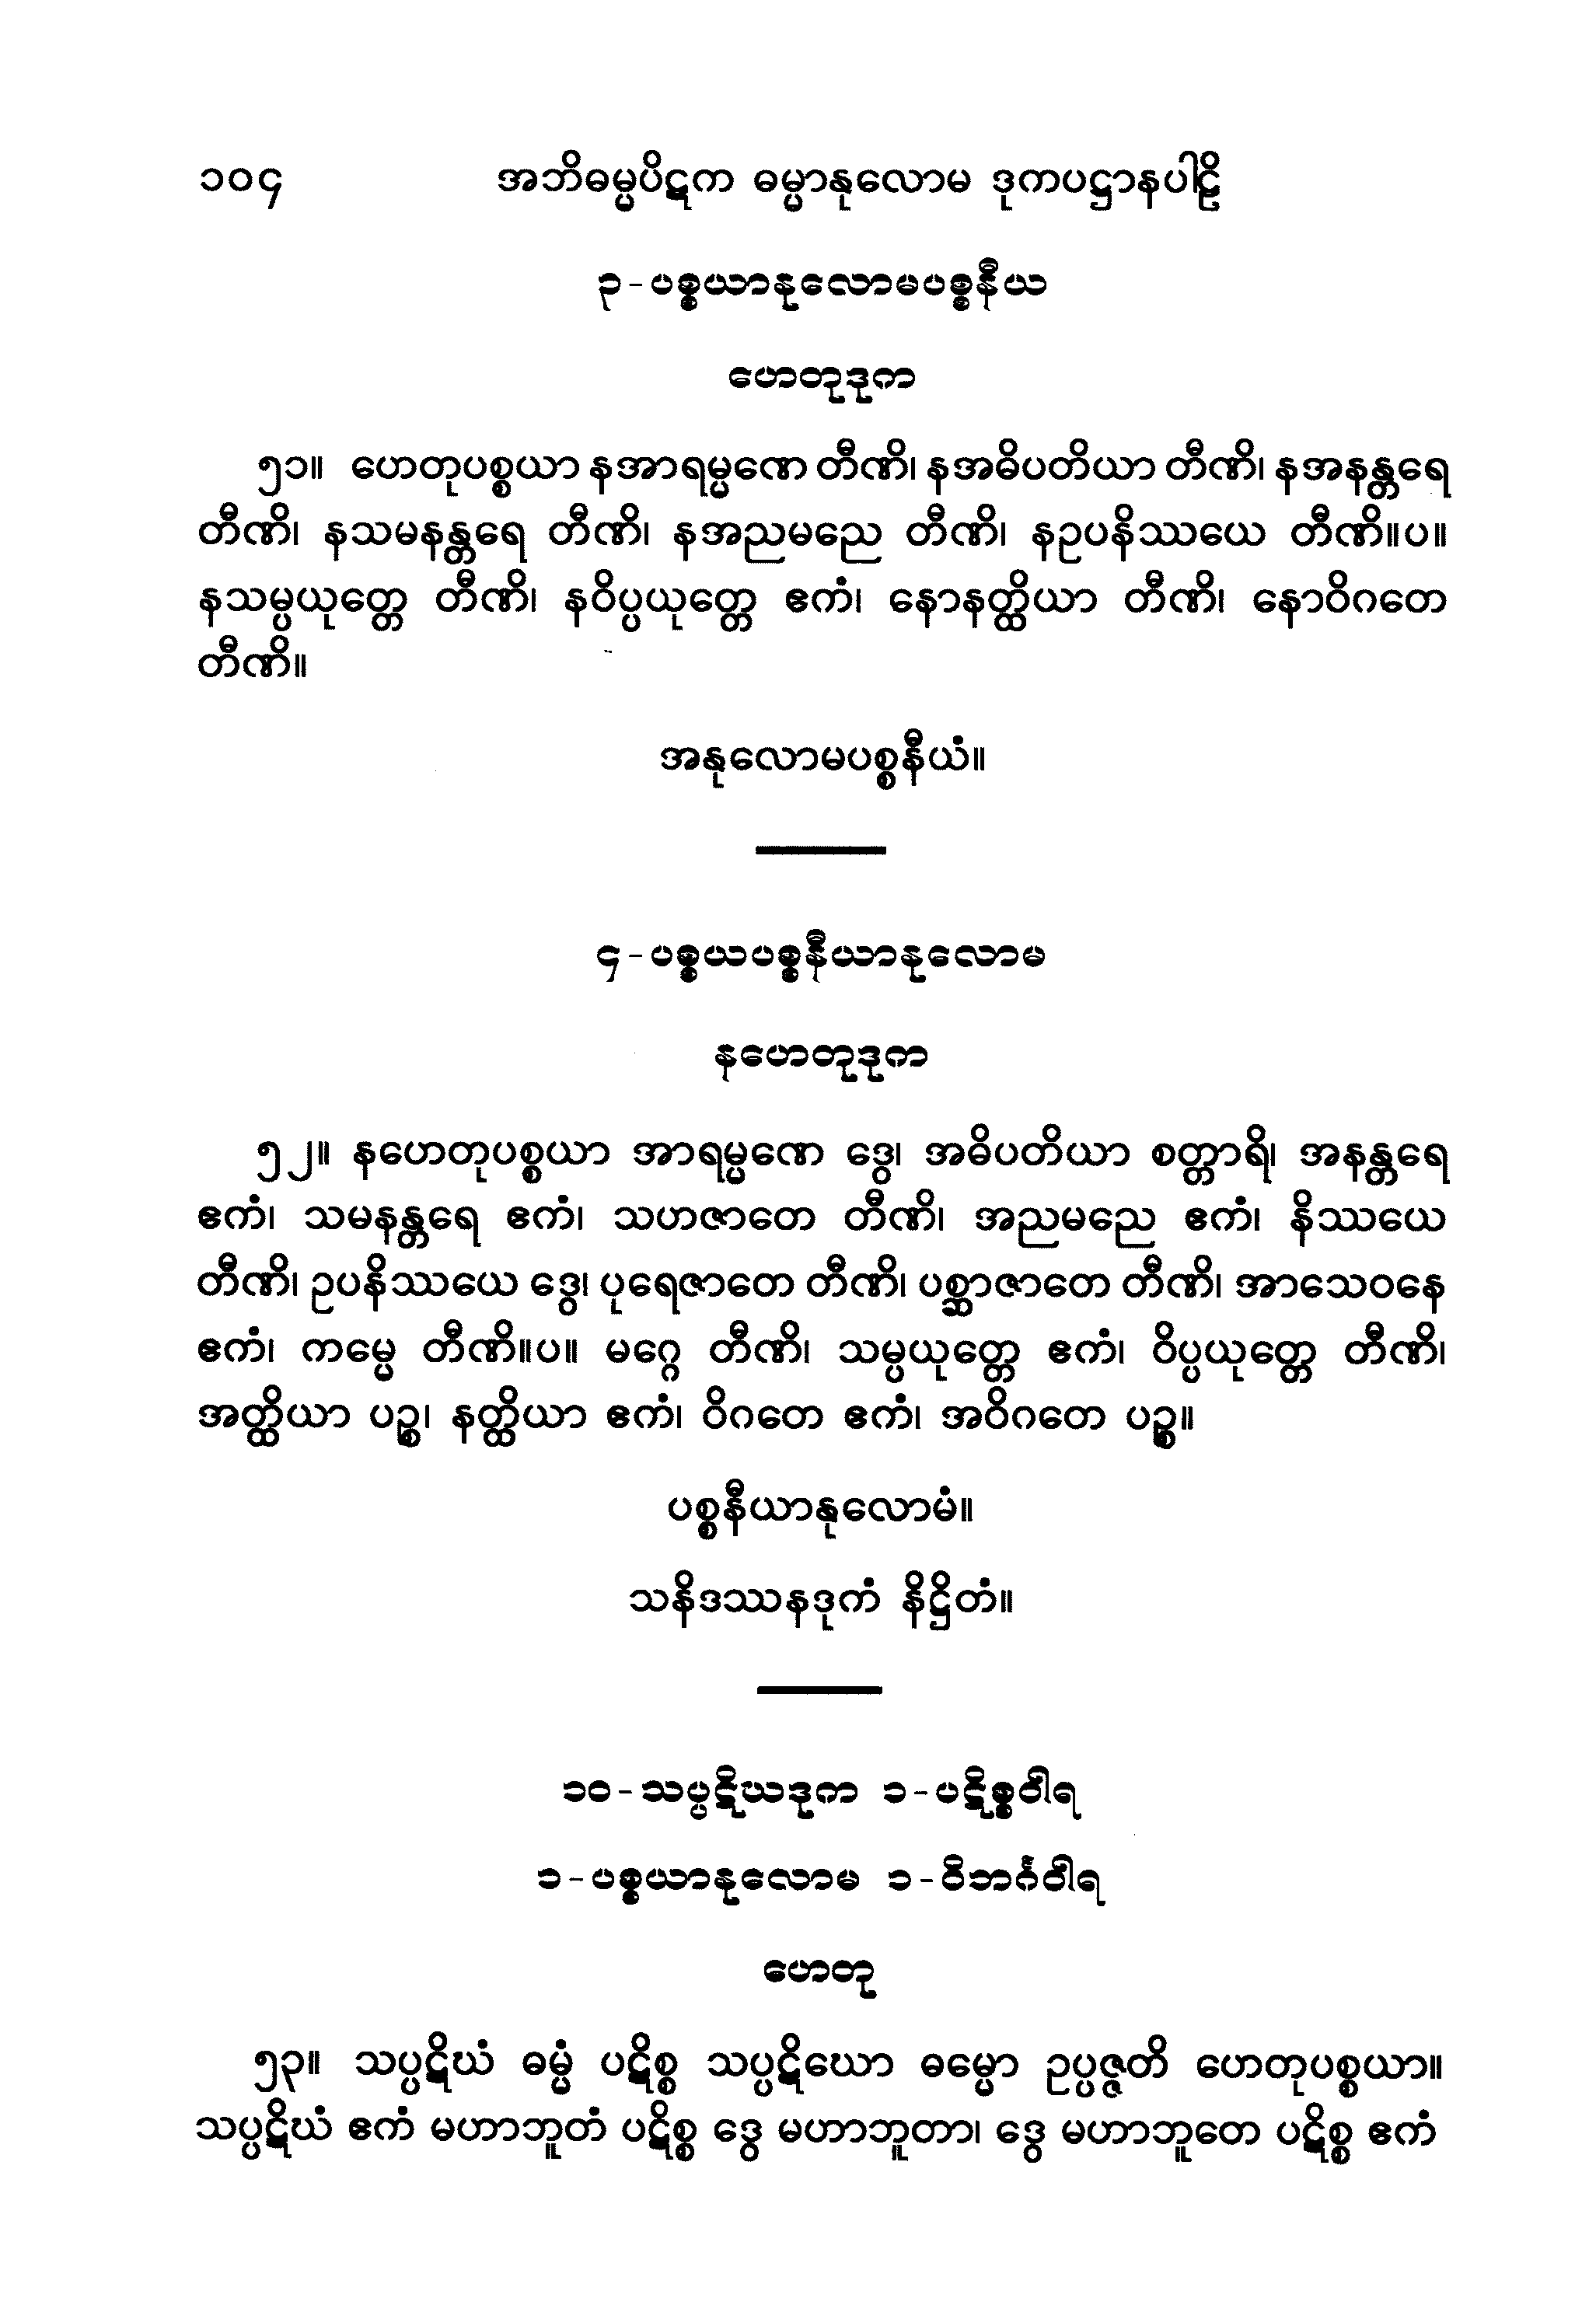 ၁၀၄ အဘိဓမ္မပိဋက ဓမ္မာနုလောမ ဒုကပဋ္ဌာနပါဠိ
၃-ပစ္စယာနုလောမပစ္စနီယ
ဟေတုဒုက
၅၁။ ဟေတုပစ္စယာ နအာရမ္မဏေ တီဏိ၊ နအဓိပတိယာ တီဏိ၊ နအနန္တရေ
တီဏိ၊ နသမနန္တရေ တီဏိ၊ နအညမညေ တီဏိ၊ နဥပနိဿယေ တီဏိ။ပ။
နသမ္ပယုတ္တေ တီဏိ၊ နဝိပ္ပယုတ္တေ ဧကံ၊ နောနတ္ထိယာ တီဏိ၊ နောဝိဂတေ
တီဏိ။
အနုလောမပစ္စနီယံ။
၄-ပစ္စယပစ္စနီယာနုလောမ
နဟေတုဒုက
၅၂။ နဟေတုပစ္စယာ အာရမ္မဏေ ဒွေ၊ အဓိပတိယာ စတ္တာရိ၊ အနန္တရေ
ဧကံ၊ သမနန္တရေ ဧကံ၊ သဟဇာတေ တီဏိ၊ အညမညေ ဧကံ၊ နိဿယေ
တီဏိ၊ ဥပနိဿယေ ဒွေ၊ ပုရေဇာတေ တီဏိ၊ ပစ္ဆာဇာတေ တီဏိ၊ အာသေဝနေ
ဧကံ၊ ကမ္မေ တီဏိ။ပ။ မဂ္ဂေ တီဏိ၊ သမ္ပယုတ္တေ ဧကံ၊ ဝိပ္ပယုတ္တေ တီဏိ၊
အတ္ထိယာ ပဉ္စ၊ နတ္ထိယာ ဧကံ၊ ဝိဂတေ ဧကံ၊ အဝိဂတေ ပဉ္စ။
ပစ္စနီယာနုလောမံ။
သနိဒဿနဒုကံ နိဋ္ဌိတံ။
၁၀-သပ္ပဋိဃဒုက ၁-ပဋိစ္စဝါရ
၁-ပစ္စယာနုလောမ ၁-ဝိဘင်္ဂဝါရ
ဟေတု
၅၃။ သပ္ပဋိဃံ ဓမ္မံ ပဋိစ္စ သပ္ပဋိဃော ဓမ္မော ဥပ္ပဇ္ဇတိ ဟေတုပစ္စယာ။
သပ္ပဋိဃံ ဧကံ မဟာဘူတံ ပဋိစ္စ ဒွေ မဟာဘူတာ၊ ဒွေ မဟာဘူတေ ပဋိစ္စ ဧကံ